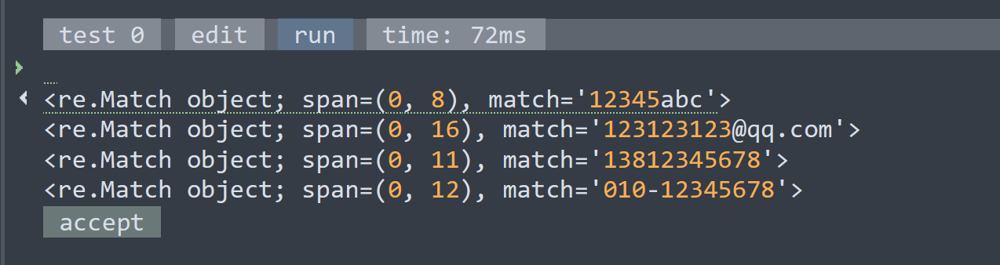 test 0 edit run time: 72ms
<re.Match object; span=(0, 8), match='12345abc'>
<re.Match object; span=(0, 16), match='123123123@qq.com'>
<re.Match object; span=(0, 11), match='13812345678'>
<re.Match object; span=(0, 12), match='010-12345678'>
accept